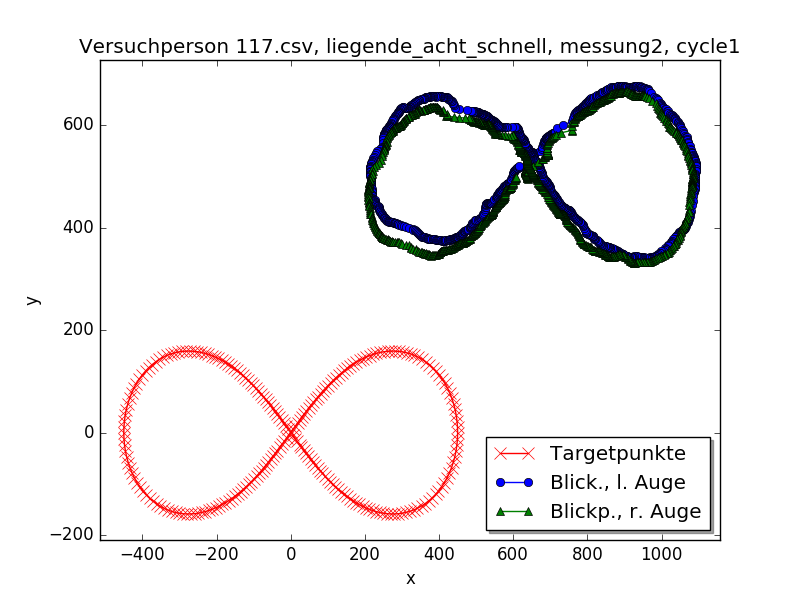 Versuchperson 117.csv, liegende_acht_schnell, messung2, cycle1
y
600
400
200
0
−200
−400
−200
0
200
400
600
800
1000
x
Targetpunkte
Blick., l. Auge
Blickp., r. Auge